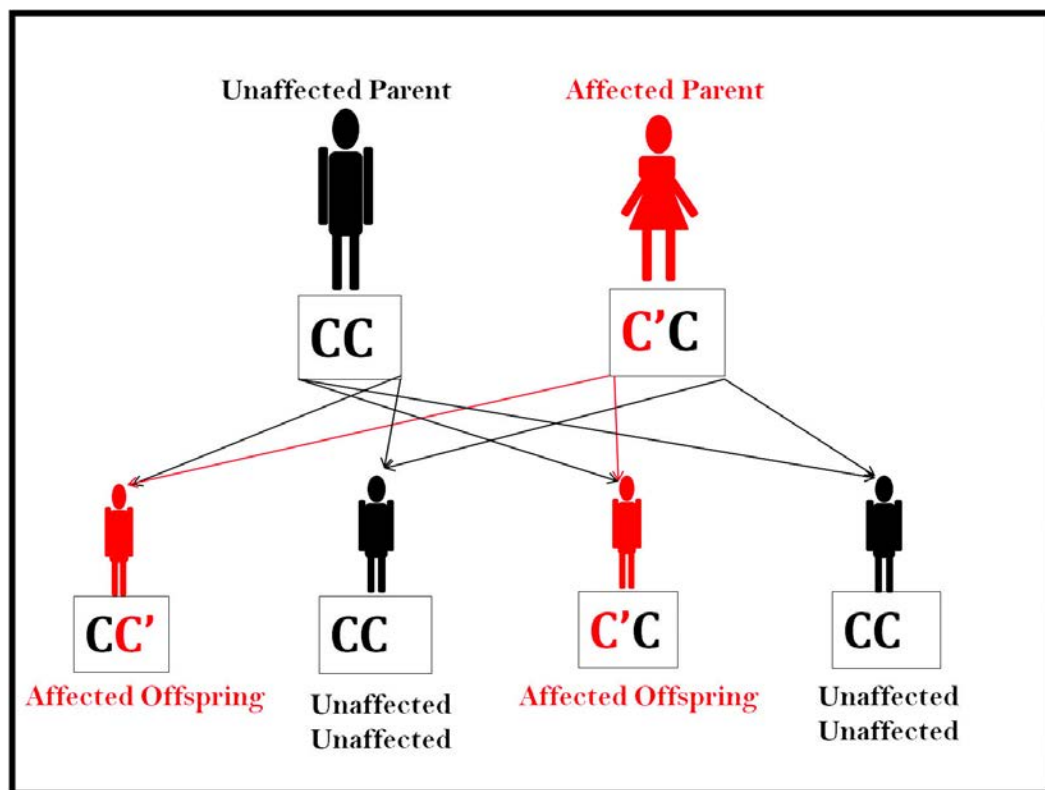 Unaffected Parent
Affected Parent
CC
C’C
CC’
CC
C’C
CC
Affected Offspring
Unaffected
Unaffected
Affected Offspring
Unaffected
Unaffected